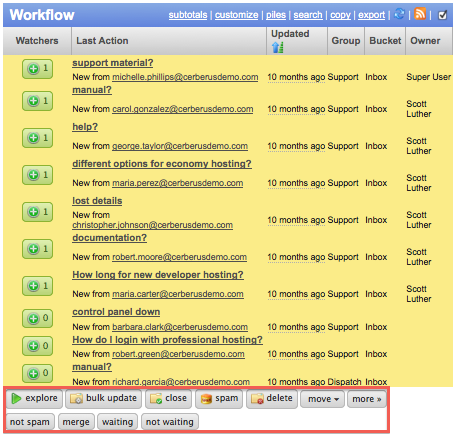 Workflow
subtotals | customize | piles | search | copy | export |
Watchers Last Action Updated Group Bucket Owner
support material?
1 New from michelle.phillips@cerberusdemo.com 10 months ago Support Inbox Super User
manual?
1 New from carol.gonzalez@cerberusdemo.com 10 months ago Support Inbox Scott Luther
help?
1 New from george.taylor@cerberusdemo.com 10 months ago Support Inbox Scott Luther
different options for economy hosting?
1 New from maria.perez@cerberusdemo.com 10 months ago Support Inbox Scott Luther
lost details
1 New from christopher.johnson@cerberusdemo.com 10 months ago Support Inbox Scott Luther
documentation?
1 New from robert.moore@cerberusdemo.com 10 months ago Support Inbox Scott Luther
How long for new developer hosting?
1 New from maria.carter@cerberusdemo.com 10 months ago Support Inbox Scott Luther
control panel down
0 New from barbara.clark@cerberusdemo.com 10 months ago Support Inbox
How do I login with professional hosting?
0 New from robert.green@cerberusdemo.com 10 months ago Support Inbox
manual?
0 New from richard.garcia@cerberusdemo.com 10 months ago Dispatch Inbox
explore bulk update close spam delete move more »
not spam merge waiting not waiting